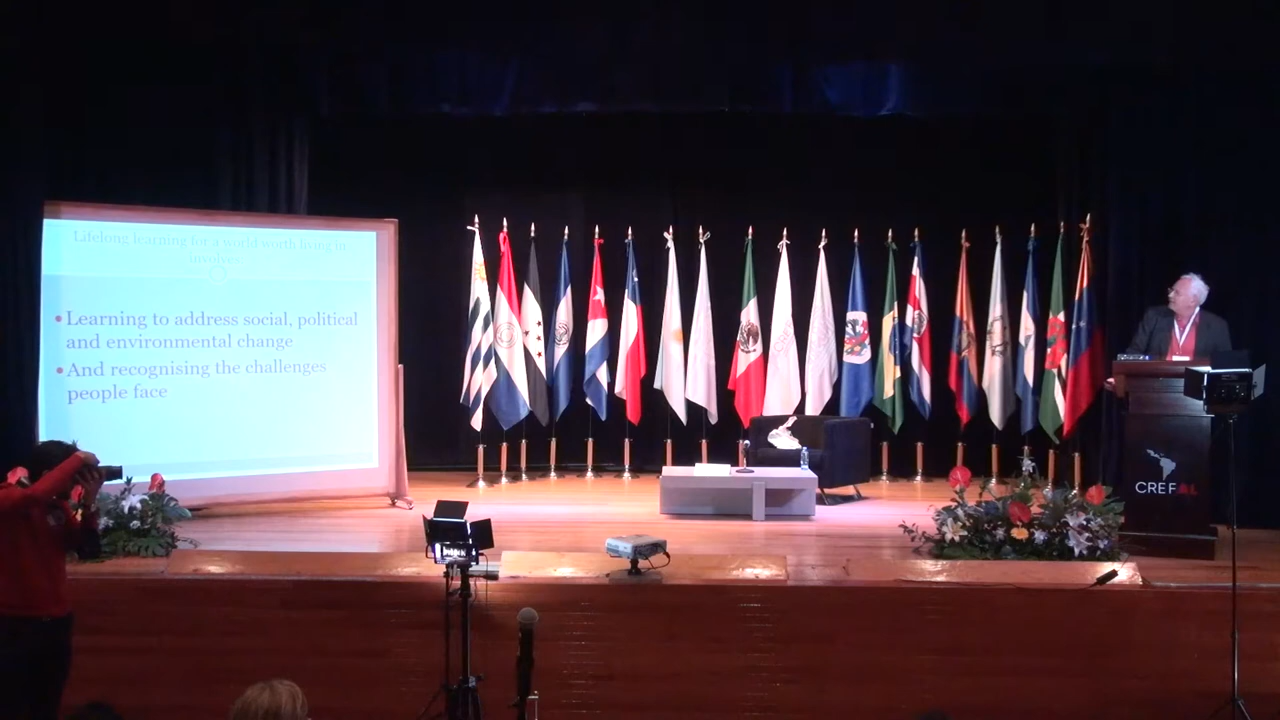 Lifelong learning for a world worth living in
involves
• Learning to address social, political
and environmental change
• And recognising the challenges
people face
CREFAL